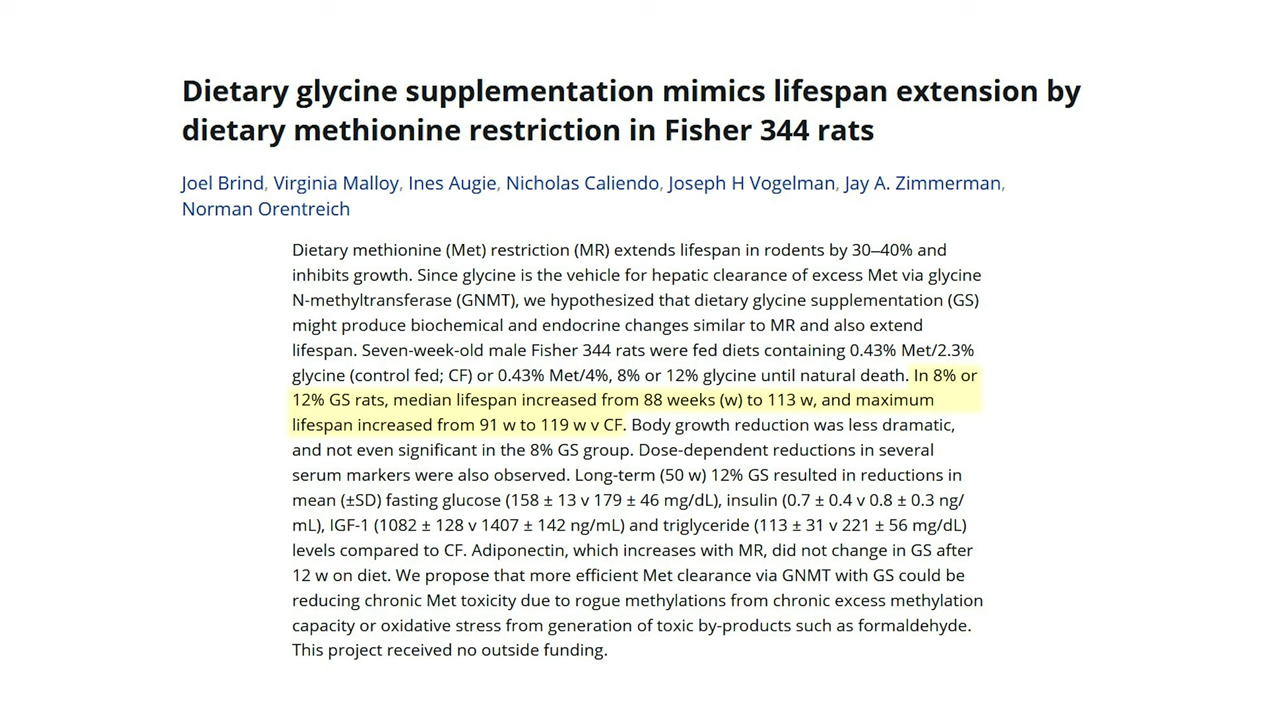 Dietary glycine supplementation mimics lifespan extension by
dietary methionine restriction in Fisher 344 rats
Joel Brind, Virginia Malloy, Ines Augie, Nicholas Caliendo, Joseph H Vogelman, Jay A. Zimmerman,
Norman Orentreich
Dietary methionine (Met) restriction (MR) extends lifespan in rodents by 30–40% and
inhibits growth. Since glycine is the vehicle for hepatic clearance of excess Met via glycine
N-methyltransferase (GNMT), we hypothesized that dietary glycine supplementation (GS)
might produce biochemical and endocrine changes similar to MR and also extend
lifespan. Seven-week-old male Fisher 344 rats were fed diets containing 0.43% Met/2.3%
glycine (control fed; CF) or 0.43% Met/4%, 8% or 12% glycine until natural death. In 8% or
12% GS rats, median lifespan increased from 88 weeks (w) to 113 w, and maximum
lifespan increased from 91 w to 119 w v CF. Body growth reduction was less dramatic,
and not even significant in the 8% GS group. Dose-dependent reductions in several
serum markers were also observed. Long-term (50 w) 12% GS resulted in reductions in
mean (±SD) fasting glucose (158 ± 13 v 179 ± 46 mg/dL), insulin (0.7 ± 0.4 v 0.8 ± 0.3 ng/
mL), IGF-1 (1082 ± 128 v 1407 ± 142 ng/mL) and triglyceride (113 ± 31 v 221 ± 56 mg/dL)
levels compared to CF. Adiponectin, which increases with MR, did not change in GS after
12 w on diet. We propose that more efficient Met clearance via GNMT with GS could be
reducing chronic Met toxicity due to rogue methylations from chronic excess methylation
capacity or oxidative stress from generation of toxic by-products such as formaldehyde.
This project received no outside funding.